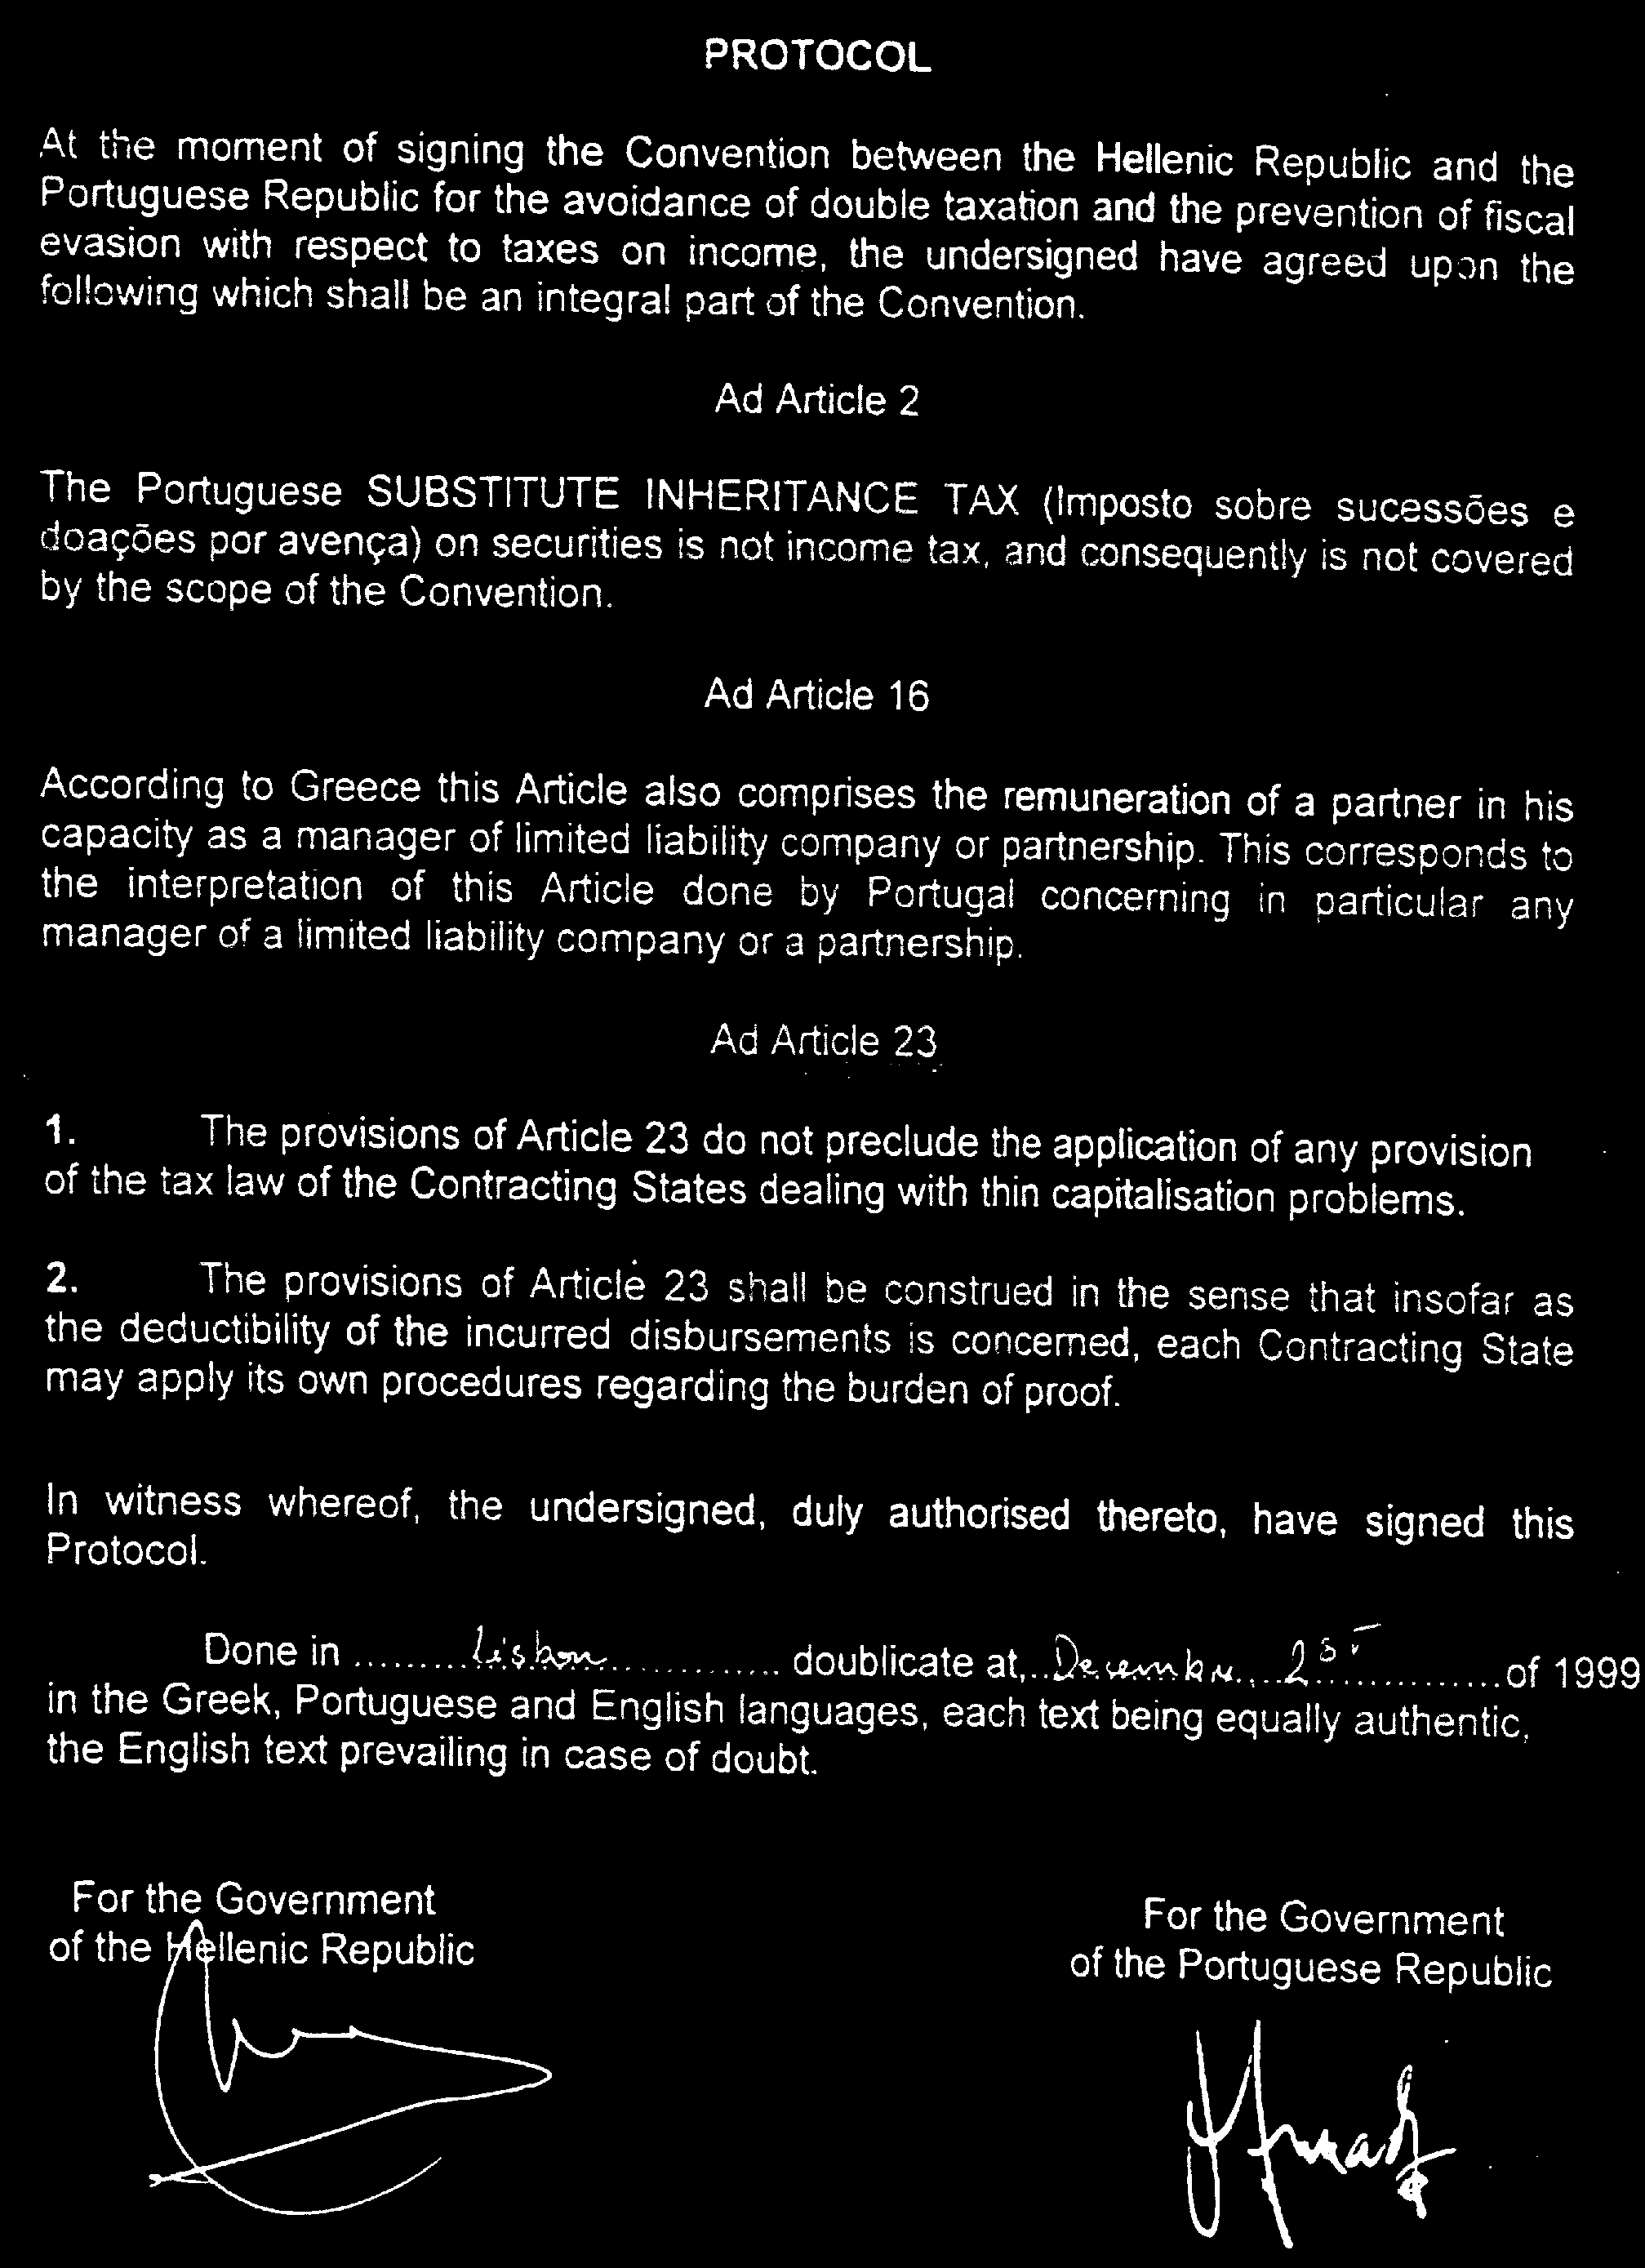 PROTOCOL
At the moment of signing the Convention between the Hellenic Republic and the
Portuguese Republic for the avoidance of double taxation and the prevention of fiscal
evasion with respect to taxes on income, the undersigned have agreed upon the
following which shall be an integral part of the Convention.
Ad Article 2
The Portuguese SUBSTITUTE INHERITANCE TAX (Imposto sobre sucessões e
doações por avença) on securities is not income tax, and consequently is not covered
by the scope of the Convention.
Ad Article 16
According to Greece this Article also comprises the remuneration of a partner in his
capacity as a manager of limited liability company or partnership. This corresponds to
the interpretation of this Article done by Portugal concerning in particular any
manager of a limited liability company or a partnership.
Ad Article 23
1. The provisions of Article 23 do not preclude the application of any provision
of the tax law of the Contracting States dealing with thin capitalisation problems.
2. The provisions of Article 23 shall be construed in the sense that insofar as
the deductibility of the incurred disbursements is concerned, each Contracting State
may apply its own procedures regarding the burden of proof.
In witness whereof, the undersigned, duly authorised thereto, have signed this
Protocol.
Done in ......... Lisbon ............. doublicate at,.. December .... ..............of 1999
in the Greek, Portuguese and English languages, each text being equally authentic,
the English text prevailing in case of doubt.
For the Government
of the Hellenic Republic
For the Government
of the Portuguese Republic